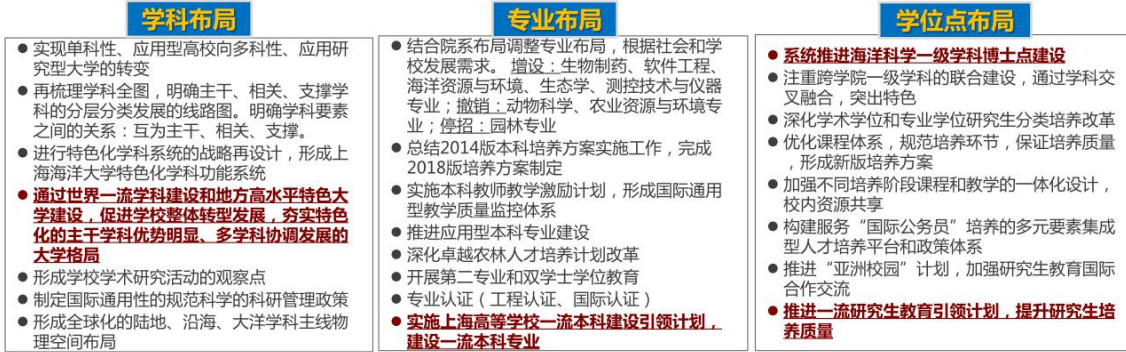 学科布局
● 实现单科性、应用型高校向多科性、应用研
究型大学的转变
● 再梳理学科全图，明确主干、相关、支撑学
科的分层分类发展的线路图。明确学科要素
之间的关系：互为主干、相关、支撑。
● 进行特色化学科系统的战略再设计，形成上
海海洋大学特色化学科功能系统
● 通过世界一流学科建设和地方高水平特色大
学建设，促进学校整体转型发展，夯实特色
化的主干学科优势明显、多学科协调发展的
大学格局
● 形成学校学术研究活动的观察点
● 制定国际通用性的规范科学的科研管理政策
● 形成全球化的陆地、沿海、大洋学科主线物
理空间布局
专业布局
● 结合院系布局调整专业布局，根据社会和学
校发展需求。 增设：生物制药、软件工程、
海洋资源与环境、生态学、测控技术与仪器
专业；撤销：动物科学、农业资源与环境专
业；停招：园林专业
● 总结2014版本科培养方案实施工作，完成
2018版培养方案制定
● 实施本科教师教学激励计划，形成国际通用
型教学质量监控体系
● 推进应用型本科专业建设
● 深化卓越农林人才培养计划改革
● 开展第二专业和双学士学位教育
● 专业认证（工程认证、国际认证）
● 实施上海高等学校一流本科建设引领计划，
建设一流本科专业
学位点布局
● 系统推进海洋科学一级学科博士点建设
● 注重跨学院一级学科的联合建设，通过学科交
叉融合，突出特色
● 深化学术学位和专业学位研究生分类培养改革
● 优化课程体系，规范培养环节，保证培养质量
，形成新版培养方案
● 加强不同培养阶段课程和教学的一体化设计，
校内资源共享
● 构建服务“国际公务员”培养的多元要素集成
型人才培养平台和政策体系
● 推进“亚洲校园”计划，加强研究生教育国际
合作交流
● 推进一流研究生教育引领计划，提升研究生培
养质量